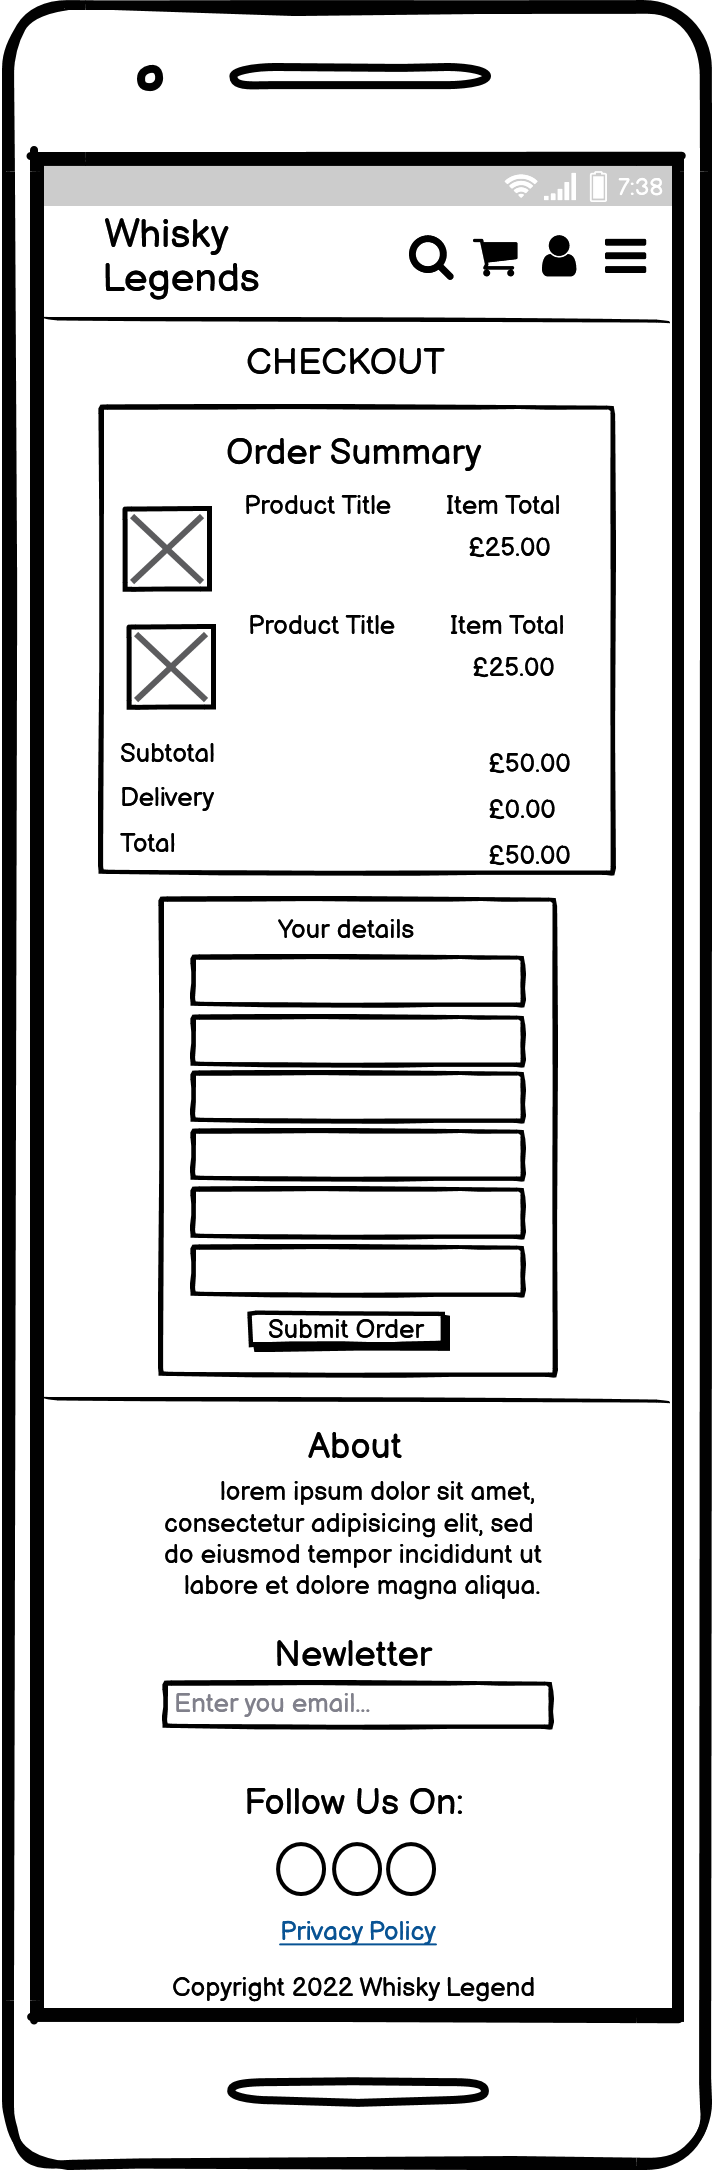 7:38
Whisky
Legends
CHECKOUT
Order Summary
Product Title Item Total
£25.00
Product Title Item Total
£25.00
Subtotal £50.00
Delivery £0.00
Total £50.00
Your details
Submit Order
About
lorem ipsum dolor sit amet,
consectetur adipisicing elit, sed
do eiusmod tempor incididunt ut
labore et dolore magna aliqua.
Newletter
Enter you email...
Follow Us On:
Privacy Policy
Copyright 2022 Whisky Legend